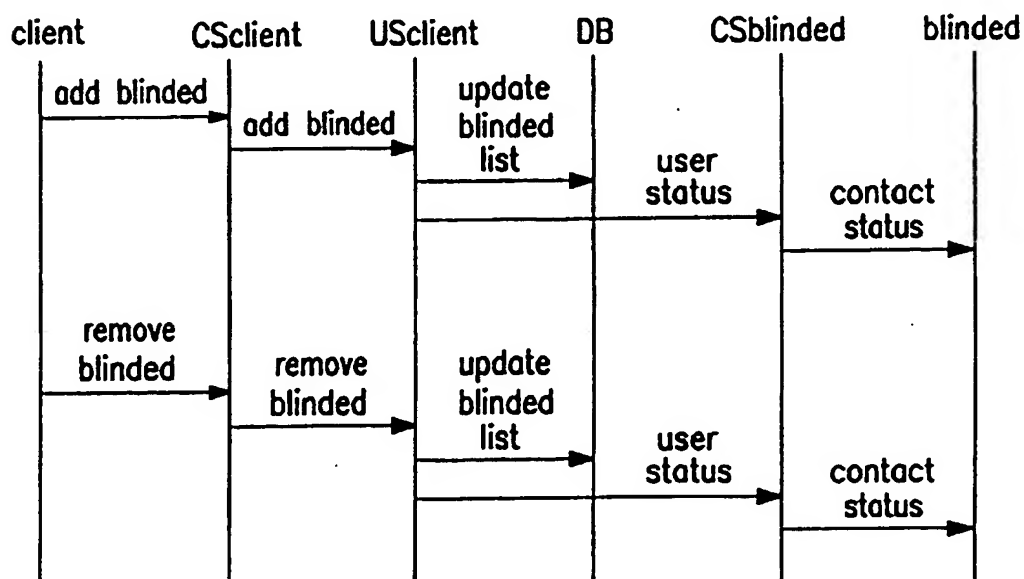 client CSclient USclient DB CSblinded blinded
add blinded
add blinded
update
blinded
list
user
status
contact
status
remove
blinded
remove
blinded
update
blinded
list
user
status
contact
status